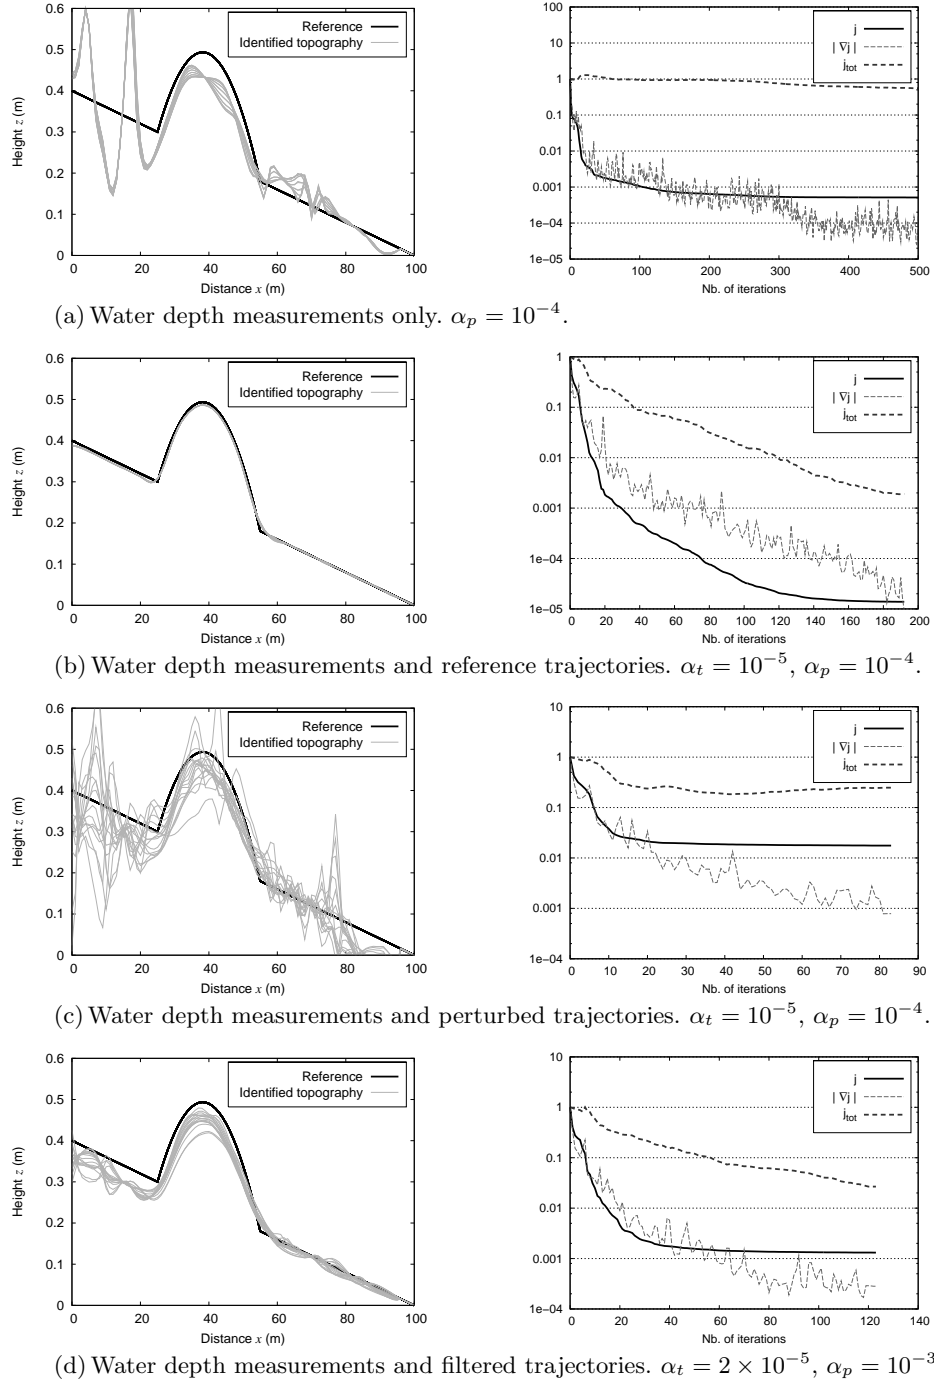 0.6
0.5
0.4
0.3
0.2
0.1
0
Height z (m)
0 20 40 60 80 100
Distance x (m)
Reference
Identified topography
100
10
1
0.1
0.01
0.001
1e−04
1e−05
0 100 200 300 400 500
Nb. of iterations
j
| ∇j |
jtot
(a) Water depth measurements only. αp = 10−4.
0.6
0.5
0.4
0.3
0.2
0.1
0
Height z (m)
0 20 40 60 80 100
Distance x (m)
Reference
Identified topography
1
0.1
0.01
0.001
1e−04
1e−05
0 20 40 60 80 100 120 140 160 180 200
Nb. of iterations
j
| ∇j |
jtot
(b) Water depth measurements and reference trajectories. αt = 10−5, αp = 10−4.
0.6
0.5
0.4
0.3
0.2
0.1
0
Height z (m)
0 20 40 60 80 100
Distance x (m)
Reference
Identified topography
10
1
0.1
0.01
0.001
1e−04
0 10 20 30 40 50 60 70 80 90
Nb. of iterations
j
| ∇j |
jtot
(c) Water depth measurements and perturbed trajectories. αt = 10−5, αp = 10−4.
0.6
0.5
0.4
0.3
0.2
0.1
0
Height z (m)
0 20 40 60 80 100
Distance x (m)
Reference
Identified topography
10
1
0.1
0.01
0.001
1e−04
0 20 40 60 80 100 120 140
Nb. of iterations
j
| ∇j |
jtot
(d) Water depth measurements and filtered trajectories. αt = 2 × 10−5, αp = 10−3